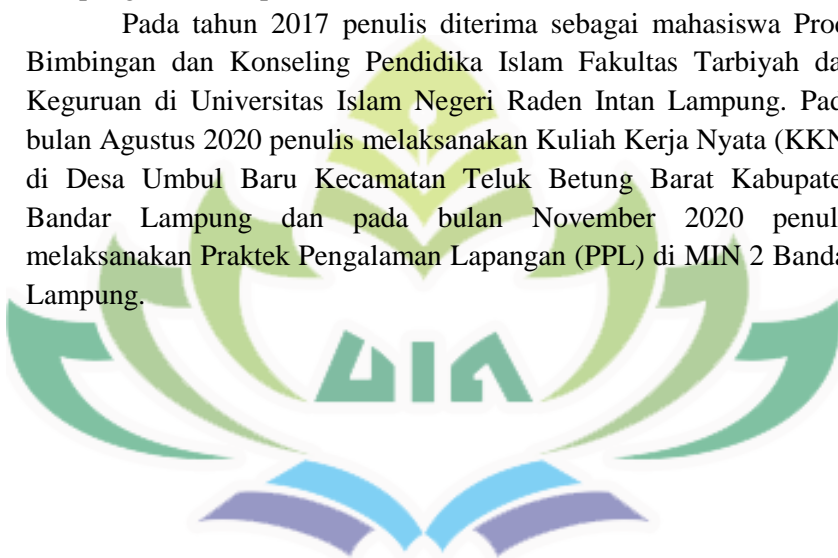 Pada tahun 2017 penulis diterima sebagai mahasiswa Prod
Bimbingan dan Konseling Pendidika Islam Fakultas Tarbiyah da
Keguruan di Universitas Islam Negeri Raden Intan Lampung. Pad
bulan Agustus 2020 penulis melaksanakan Kuliah Kerja Nyata (KKN
di Desa Umbul Baru Kecamatan Teluk Betung Barat Kabupate
Bandar Lampung dan pada bulan November 2020 penul
melaksanakan Praktek Pengalaman Lapangan (PPL) di MIN 2 Banda
Lampung.
UIN